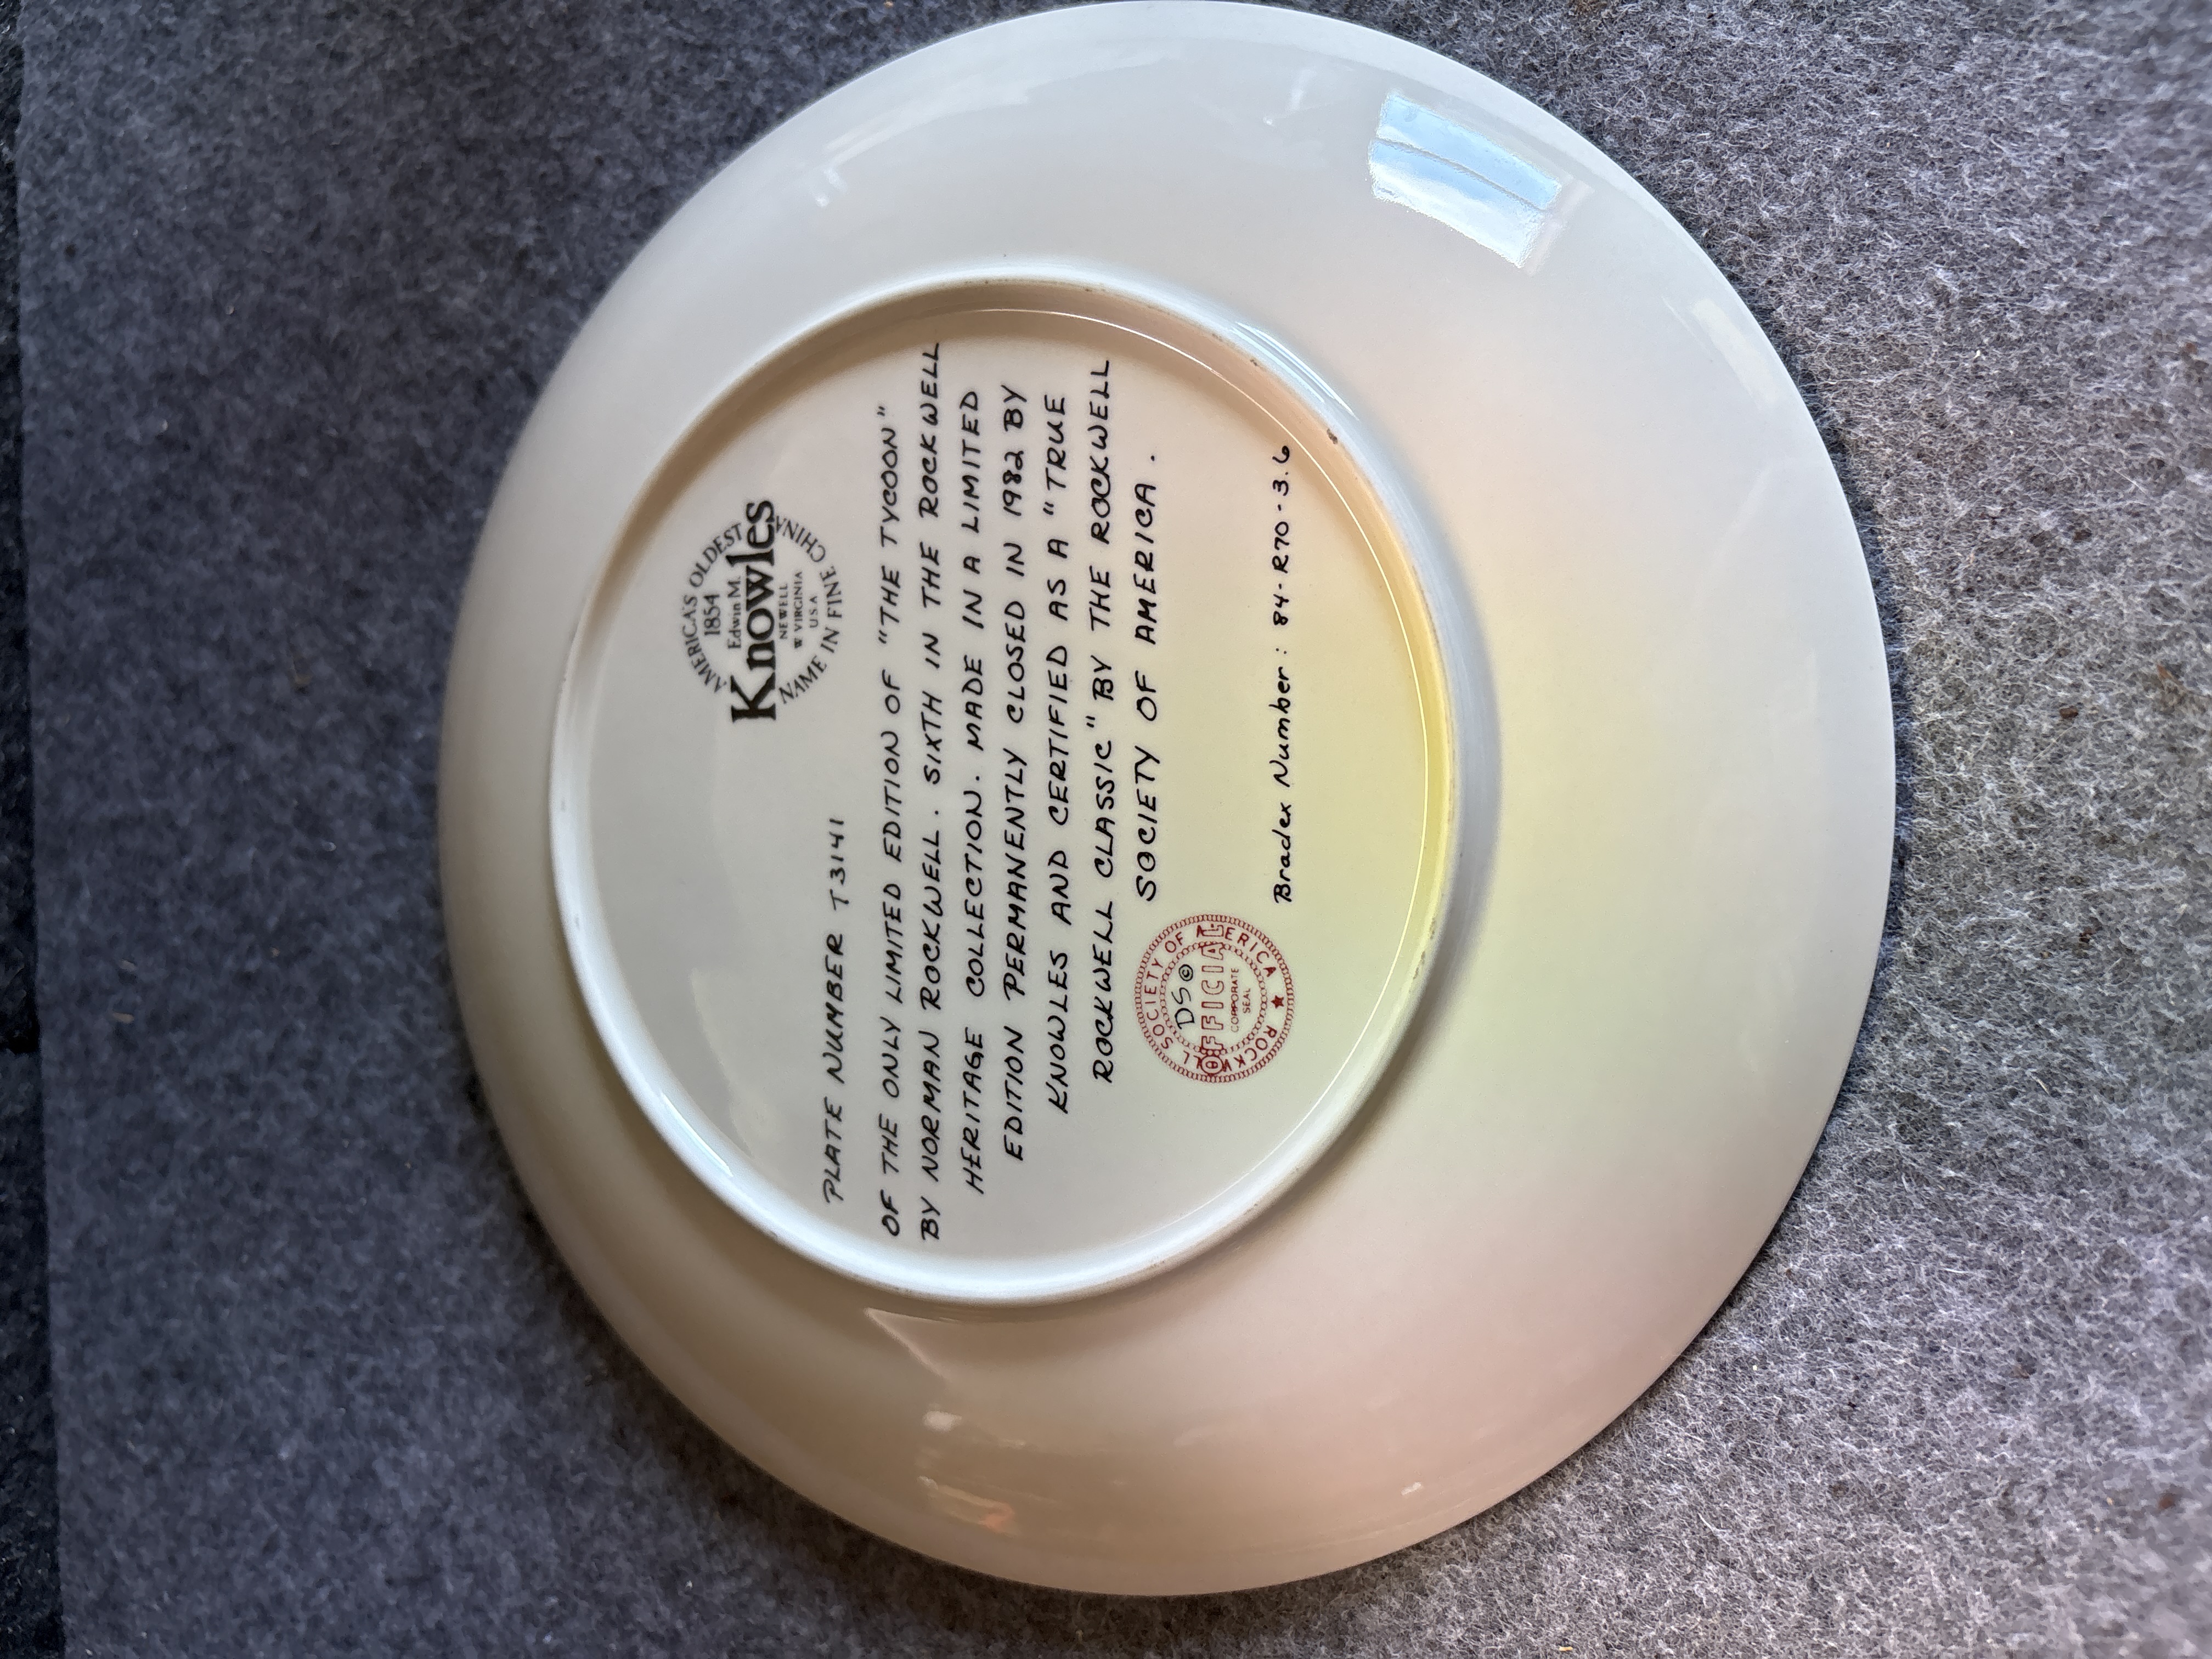 AMERICA'S OLDEST
1854
Edwin M.
Knowles
NEWELL
W VIRGINIA
U S A
NAME IN FINE CHINA
PLATE NUMBER T3141
OF THE ONLY LIMITED EDITION OF "THE TYCOON"
BY NORMAN ROCKWELL. SIXTH IN THE ROCKWELL
HERITAGE COLLECTION. MADE IN A LIMITED
EDITION PERMANENTLY CLOSED IN 1982 BY
KNOWLES AND CERTIFIED AS A "TRUE
ROCKWELL CLASSIC" BY THE ROCKWELL
SOCIETY OF AMERICA.
ROCKWELL SOCIETY OF AMERICA
DS©
OFFICIAL
CORPORATE
SEAL
Bradex Number: 84-R70-3.6